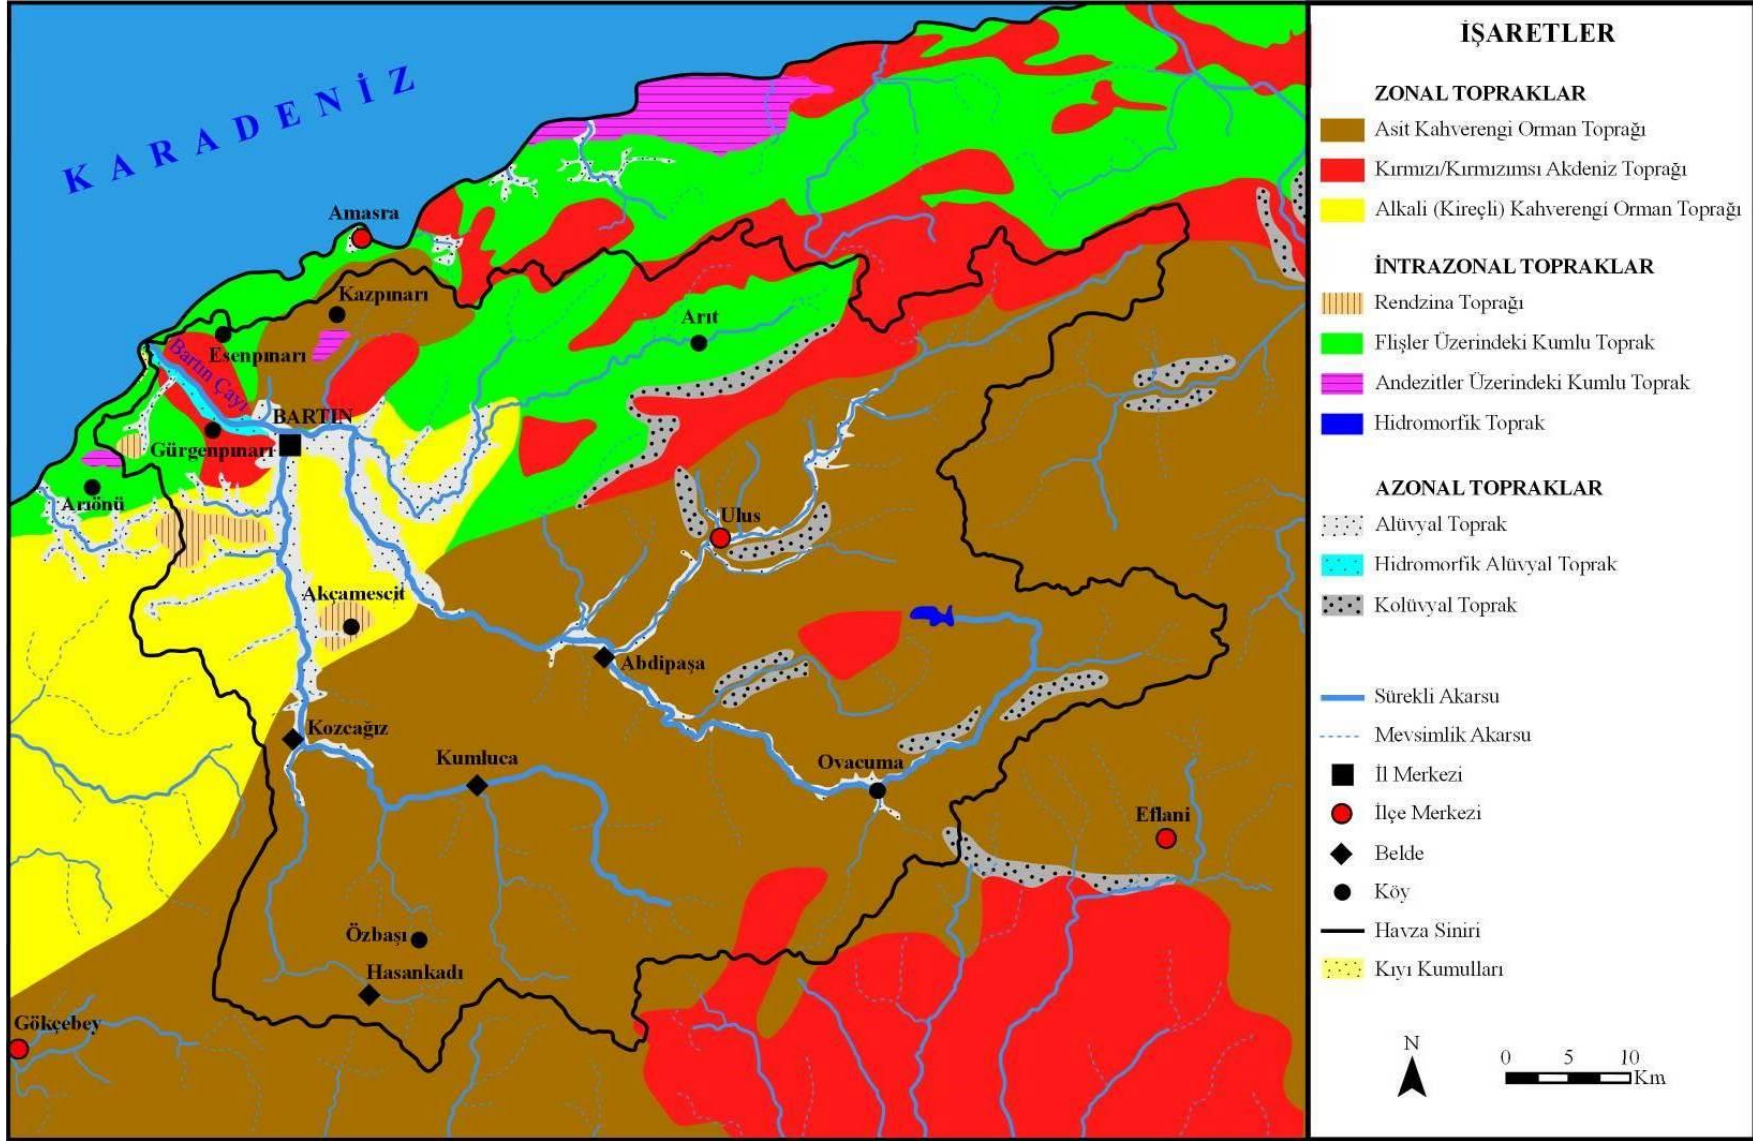 KARADENİZ
Amasra
Kazpınarı
Esenpınarı
Arıt
Bartın Çayı
BARTIN
Gürgenpınarı
Arıönü
Ulus
Akçamescit
Abdipaşa
Kozcağız
Kumluca
Ovacuma
Eflani
Özbaşı
Hasankadı
Gökçebey
İŞARETLER
ZONAL TOPRAKLAR
Asit Kahverengi Orman Toprağı
Kırmızı/Kırmızımsı Akdeniz Toprağı
Alkali (Kireçli) Kahverengi Orman Toprağı
İNTRAZONAL TOPRAKLAR
Rendzina Toprağı
Flişler Üzerindeki Kumlu Toprak
Andezitler Üzerindeki Kumlu Toprak
Hidromorfik Toprak
AZONAL TOPRAKLAR
Alüvyal Toprak
Hidromorfik Alüvyal Toprak
Kolüvyal Toprak
Sürekli Akarsu
Mevsimlik Akarsu
İl Merkezi
İlçe Merkezi
Belde
Köy
Havza Siniri
Kıyı Kumulları
N
0 5 10
Km